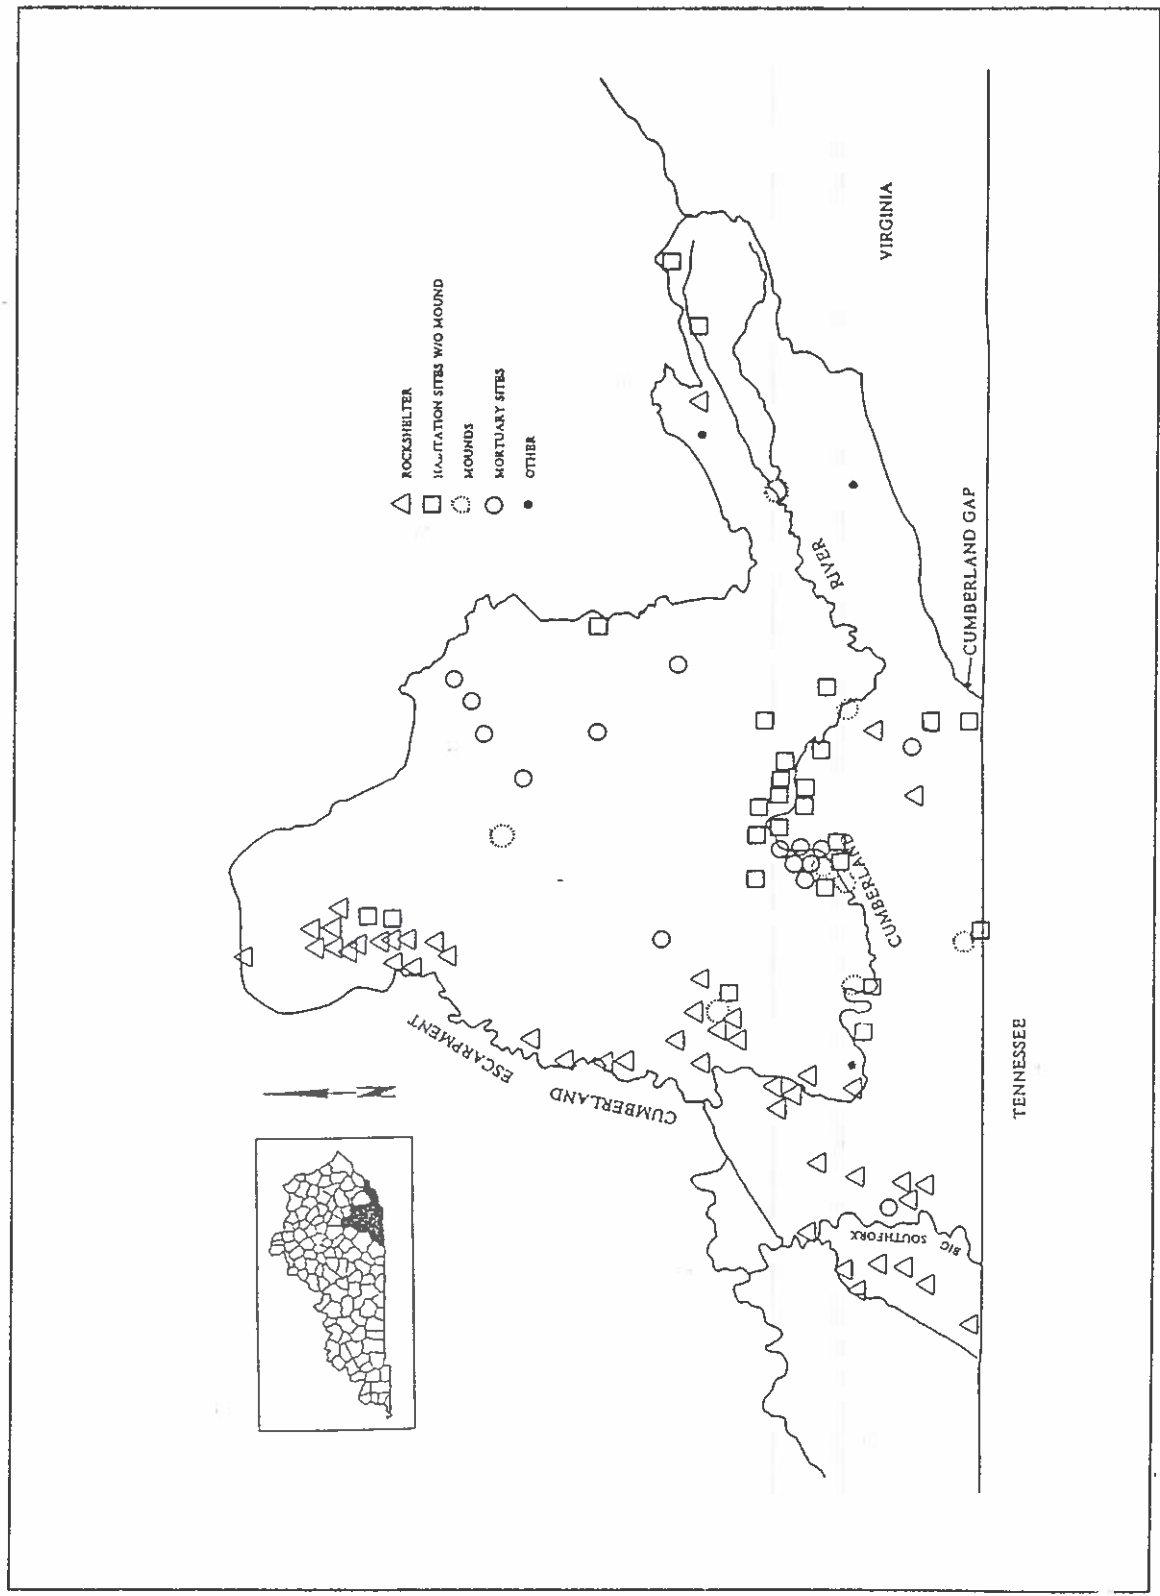 ROCKSHELTER
HABITATION SITES W/O MOUND
MOUNDS
MORTUARY SITES
OTHER
VIRGINIA
RIVER
CUMBERLAND GAP
CUMBERLAND
ESCARPMENT
CUMBERLAND
N
BIG
SOUTHFORK
TENNESSEE